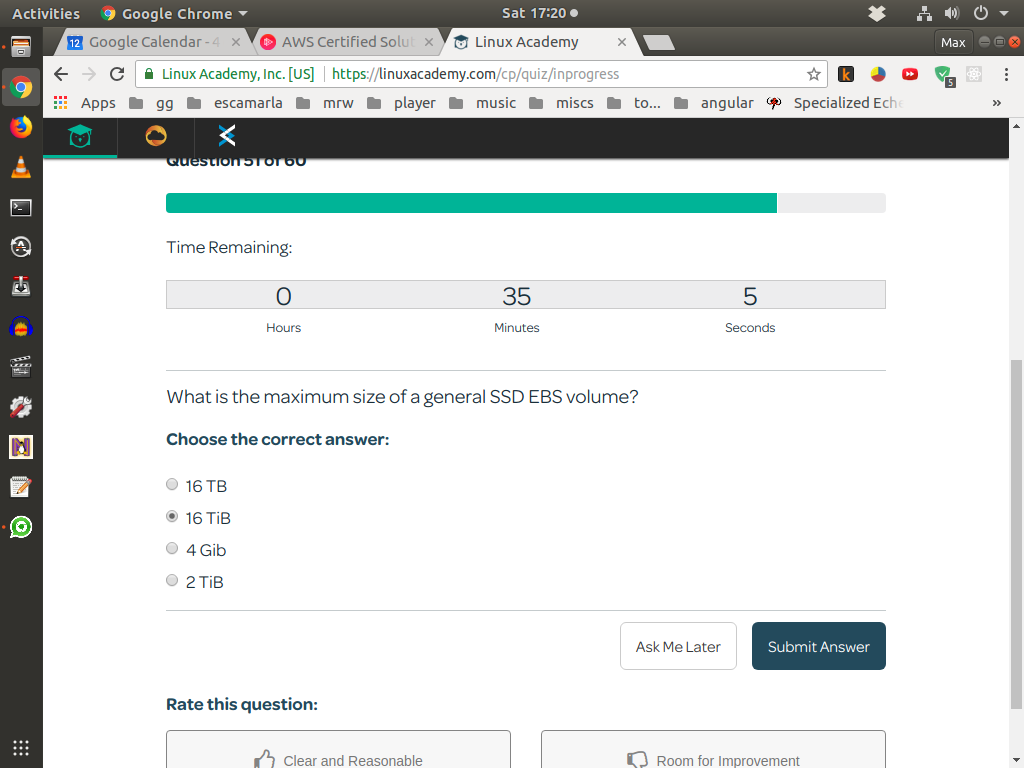 Activities Google Chrome Sat 17:20
Google Calendar - 4 AWS Certified Solut Linux Academy Max
Linux Academy, Inc. [US] https://linuxacademy.com/cp/quiz/inprogress k 5
Apps gg escamarla mrw player music miscs to... angular Specialized Eche »
Question 51 of 60
Time Remaining:
0 35 5
Hours Minutes Seconds
What is the maximum size of a general SSD EBS volume?
Choose the correct answer:
16 TB
16 TiB
4 Gib
2 TiB
Ask Me Later Submit Answer
Rate this question:
Clear and Reasonable Room for Improvement